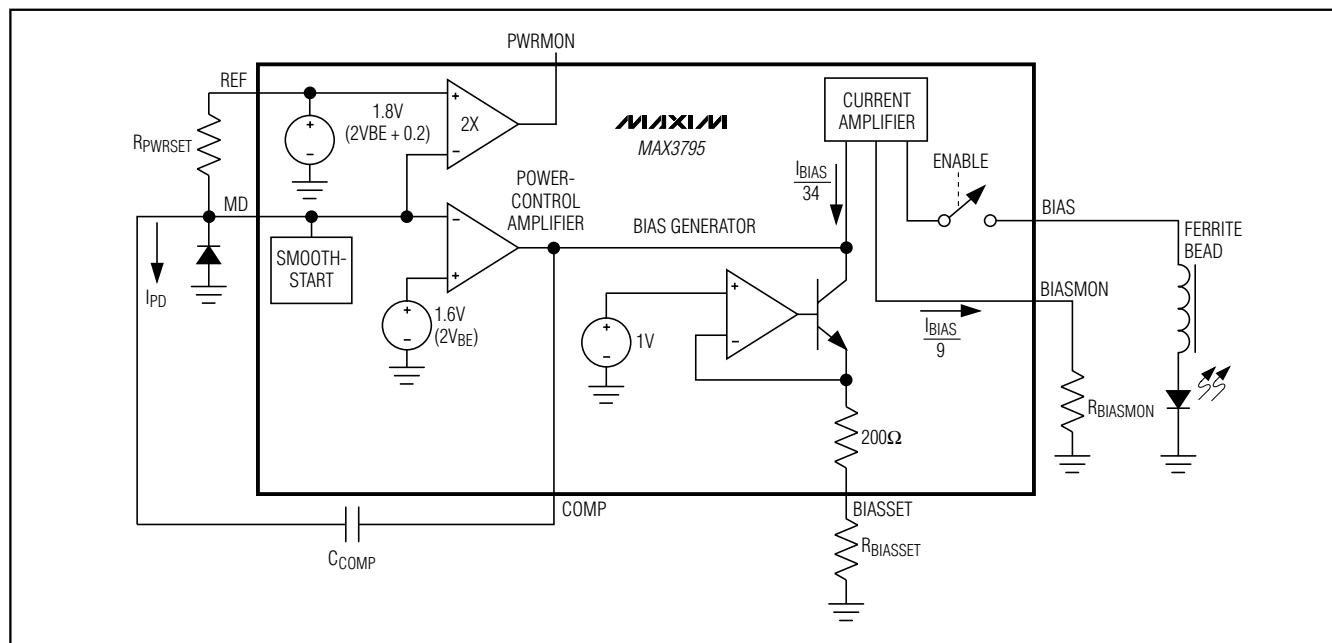 PWRMON
REF
1.8V
(2VBE + 0.2)
+
−
+
−
2X
RPWRSET
MAXIM
MAX3795
CURRENT
AMPLIFIER
ENABLE
IBIAS
34
MD
POWER-
CONTROL
AMPLIFIER
BIAS GENERATOR
BIAS
FERRITE
BEAD
SMOOTH-
START
−
+
IPD
+
−
1.6V
(2VBE)
+
−
1V
+
−
BIASMON
IBIAS
9
RBIASMON
200Ω
COMP
BIASSET
CCOMP
RBIASSET